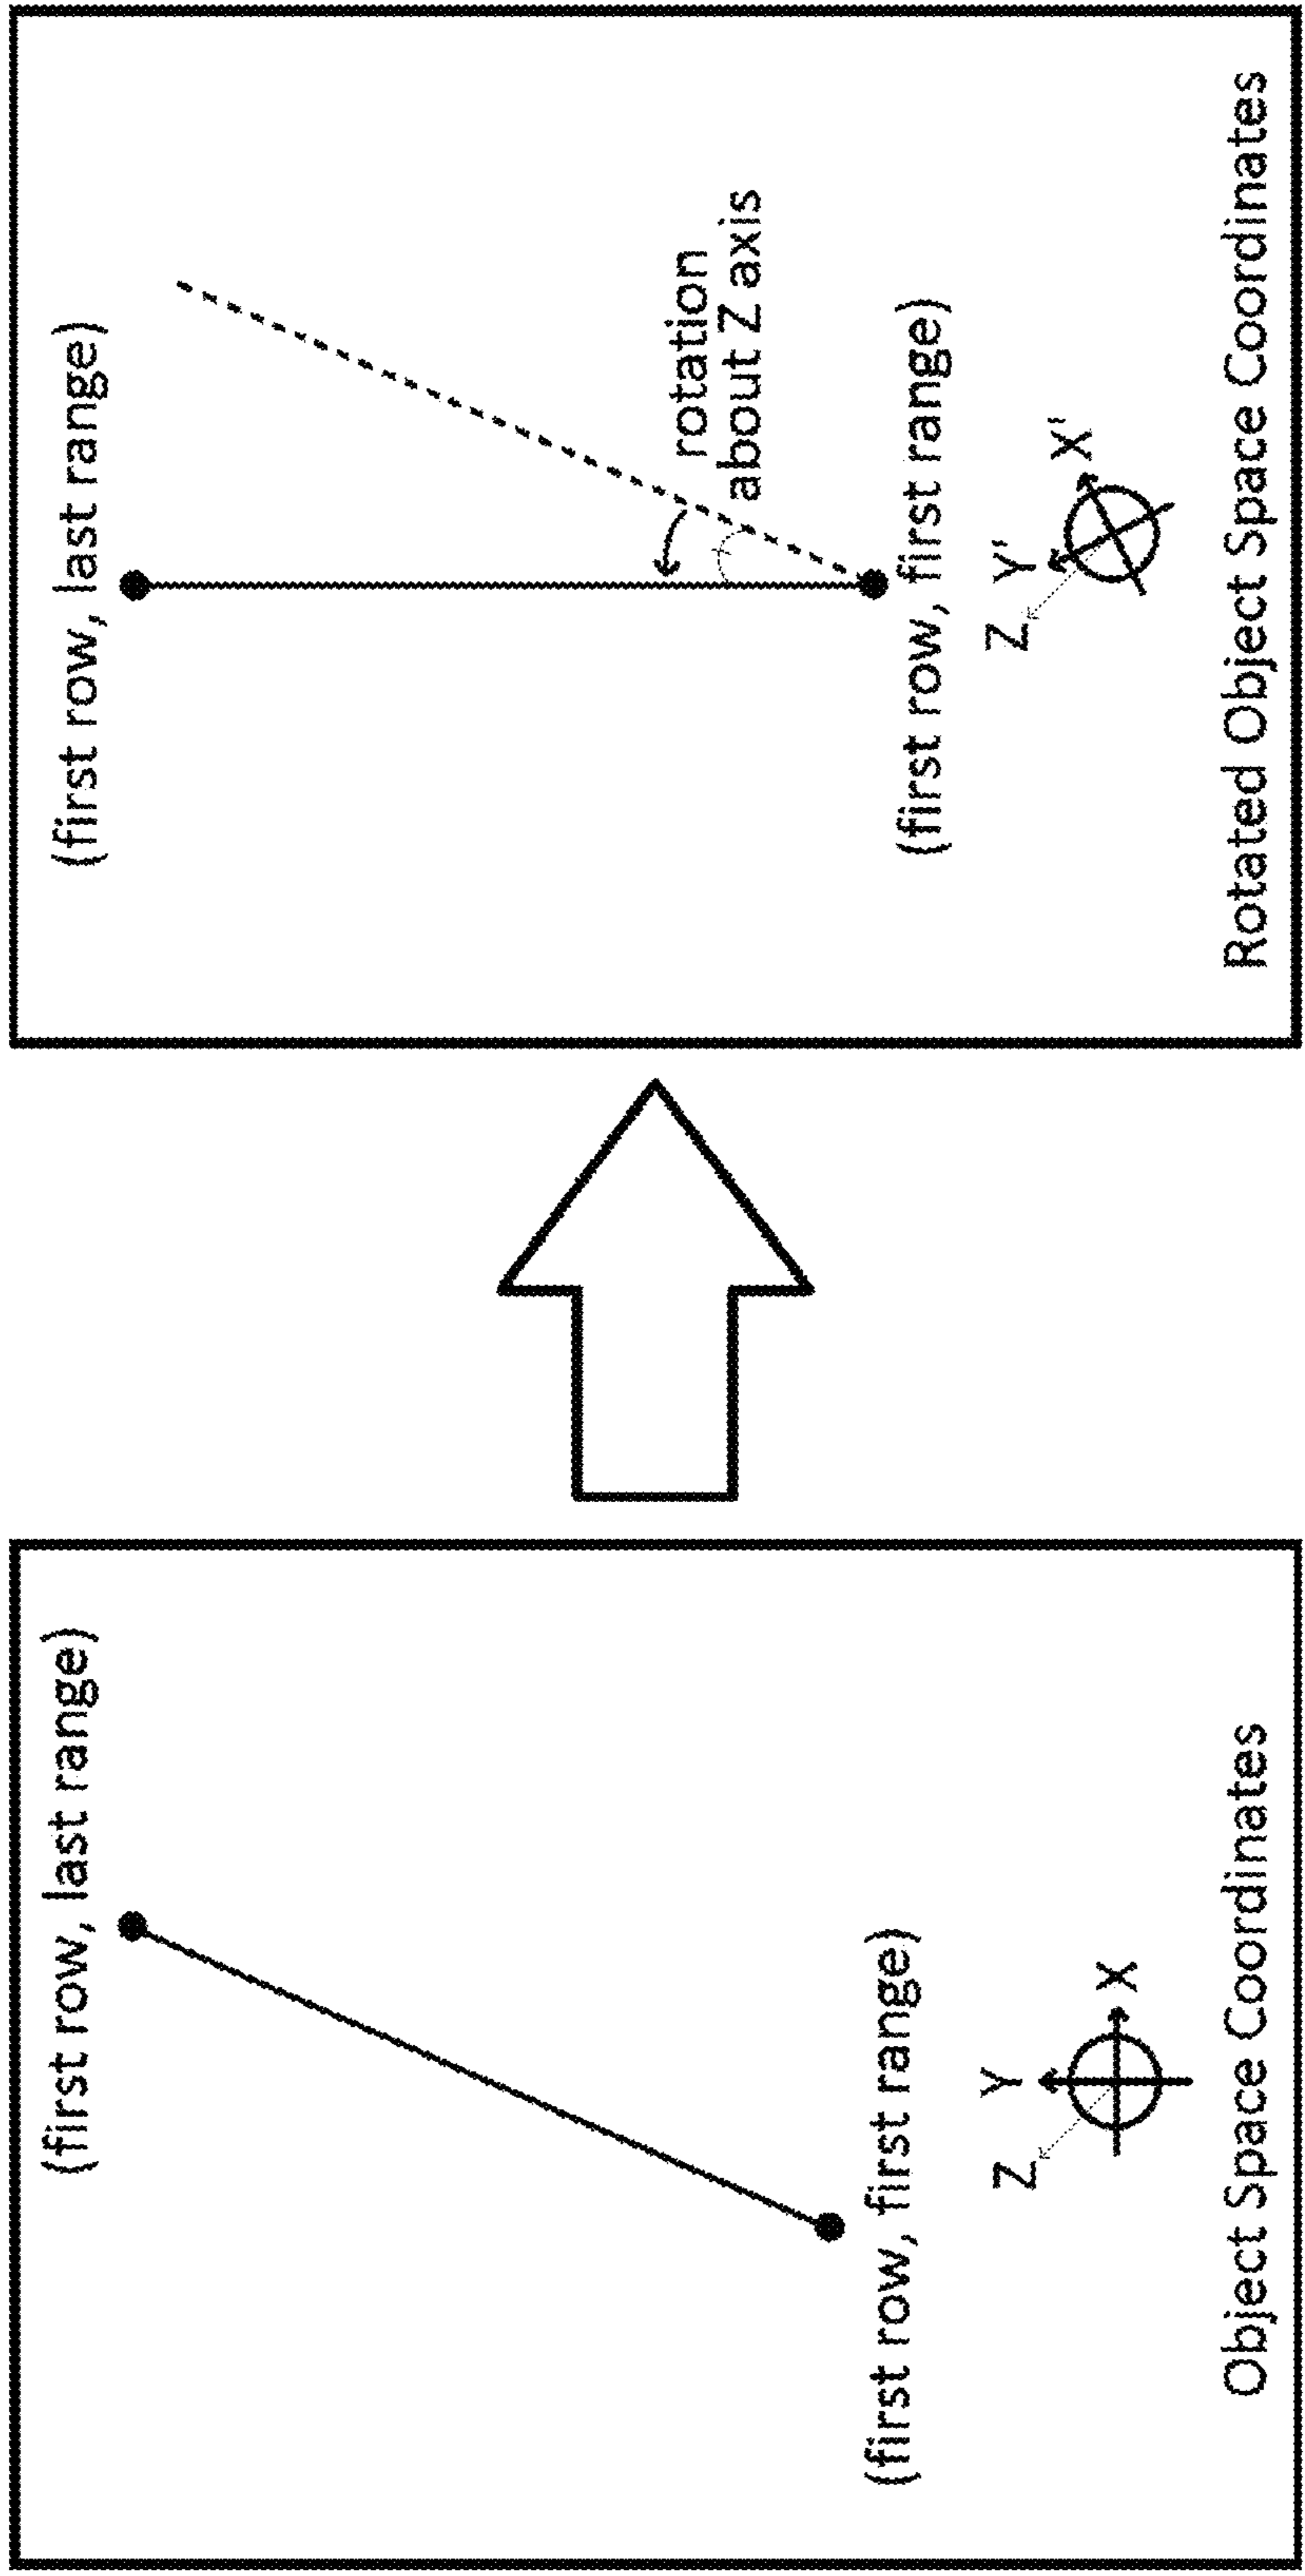 (first row, last range)
(first row, first range)
Y
Z
X
Object Space Coordinates
(first row, last range)
rotation
about Z axis
(first row, first range)
Y'
Z
X'
Rotated Object Space Coordinates